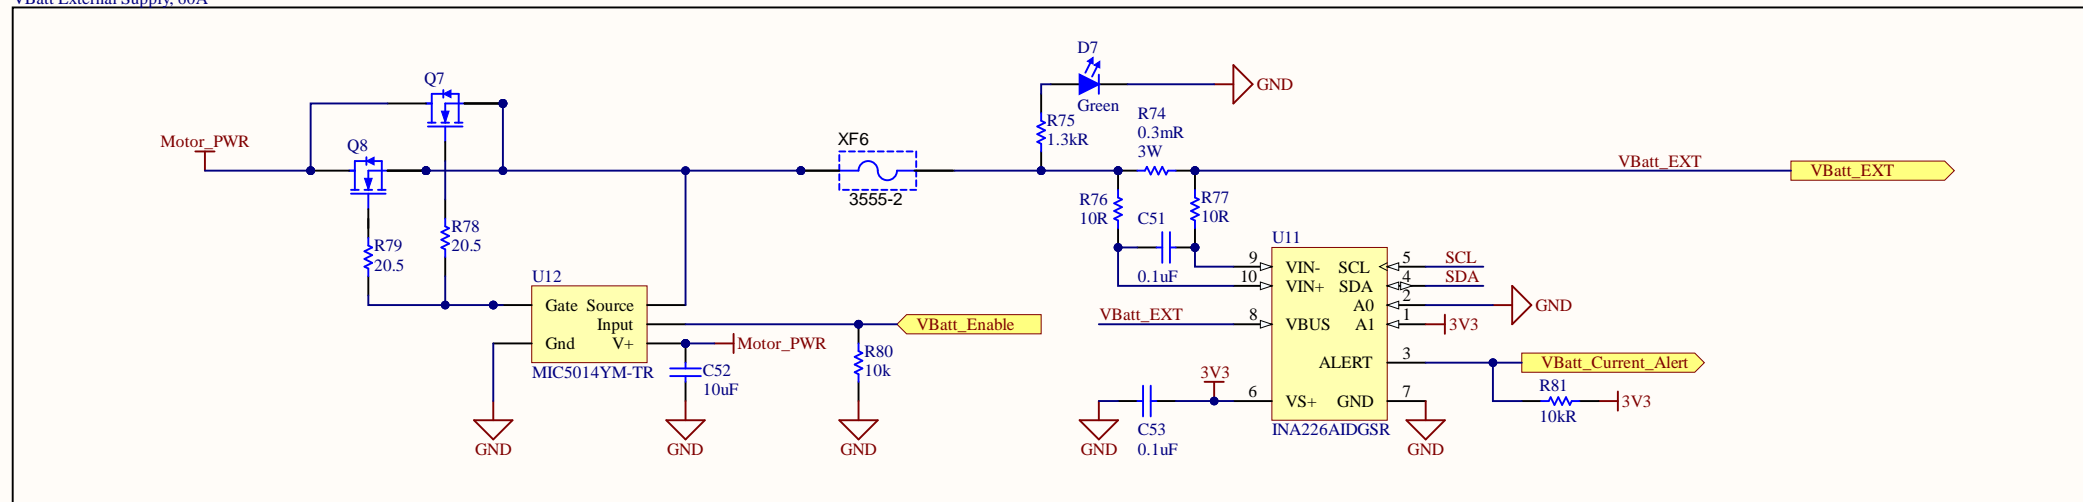 VBatt External Supply, 60A
D7
Green
GND
Q7
R75
1.3kR
R74
0.3mR
3W
XF6
3555-2
Motor_PWR
Q8
VBatt_EXT
VBatt_EXT
R76
10R
C51
0.1uF
R77
10R
R79
20.5
R78
20.5
U12
Gate Source
Input
Gnd V+
MIC5014YM-TR
VBatt_Enable
Motor_PWR
C52
10uF
R80
10k
GND
GND
GND
U11
9 VIN- SCL 5 SCL
10 VIN+ SDA 4 SDA
A0 2 GND
VBatt_EXT 8 VBUS A1 1 3V3
ALERT 3 VBatt_Current_Alert
3V3
6 VS+ GND 7
INA226AIDGSR
R81
10kR
3V3
GND
C53
0.1uF
GND